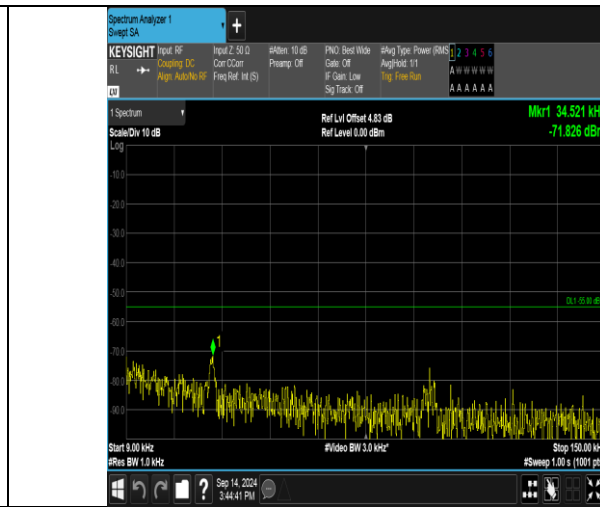 Spectrum Analyzer 1
Swept SA
+
KEYSIGHT Input: RF Input Z: 50 Ω #Atten: 10 dB PNO: Best Wide #Avg Type: Power (RMS 1 2 3 4 5 6
RL Coupling: DC Corr CCorr Preamp: Off Gate: Off Avg|Hold: 1/1 A W W W W W
Align: Auto/No RF Freq Ref: Int (S) IF Gain: Low Trig: Free Run
Sig Track: Off A A A A A A
1 Spectrum Ref Lvl Offset 4.83 dB Mkr1 34.521 kH
Scale/Div 10 dB Ref Level 0.00 dBm -71.826 dBr
Log
-10.0
-20.0
-30.0
-40.0
-50.0
DL1 -55.00 dB
1
-70.0
-80.0
-90.0
Start 9.00 kHz #Video BW 3.0 kHz* Stop 150.00 kH
#Res BW 1.0 kHz #Sweep 1.00 s (1001 pt
? Sep 14, 2024
3:44:41 PM